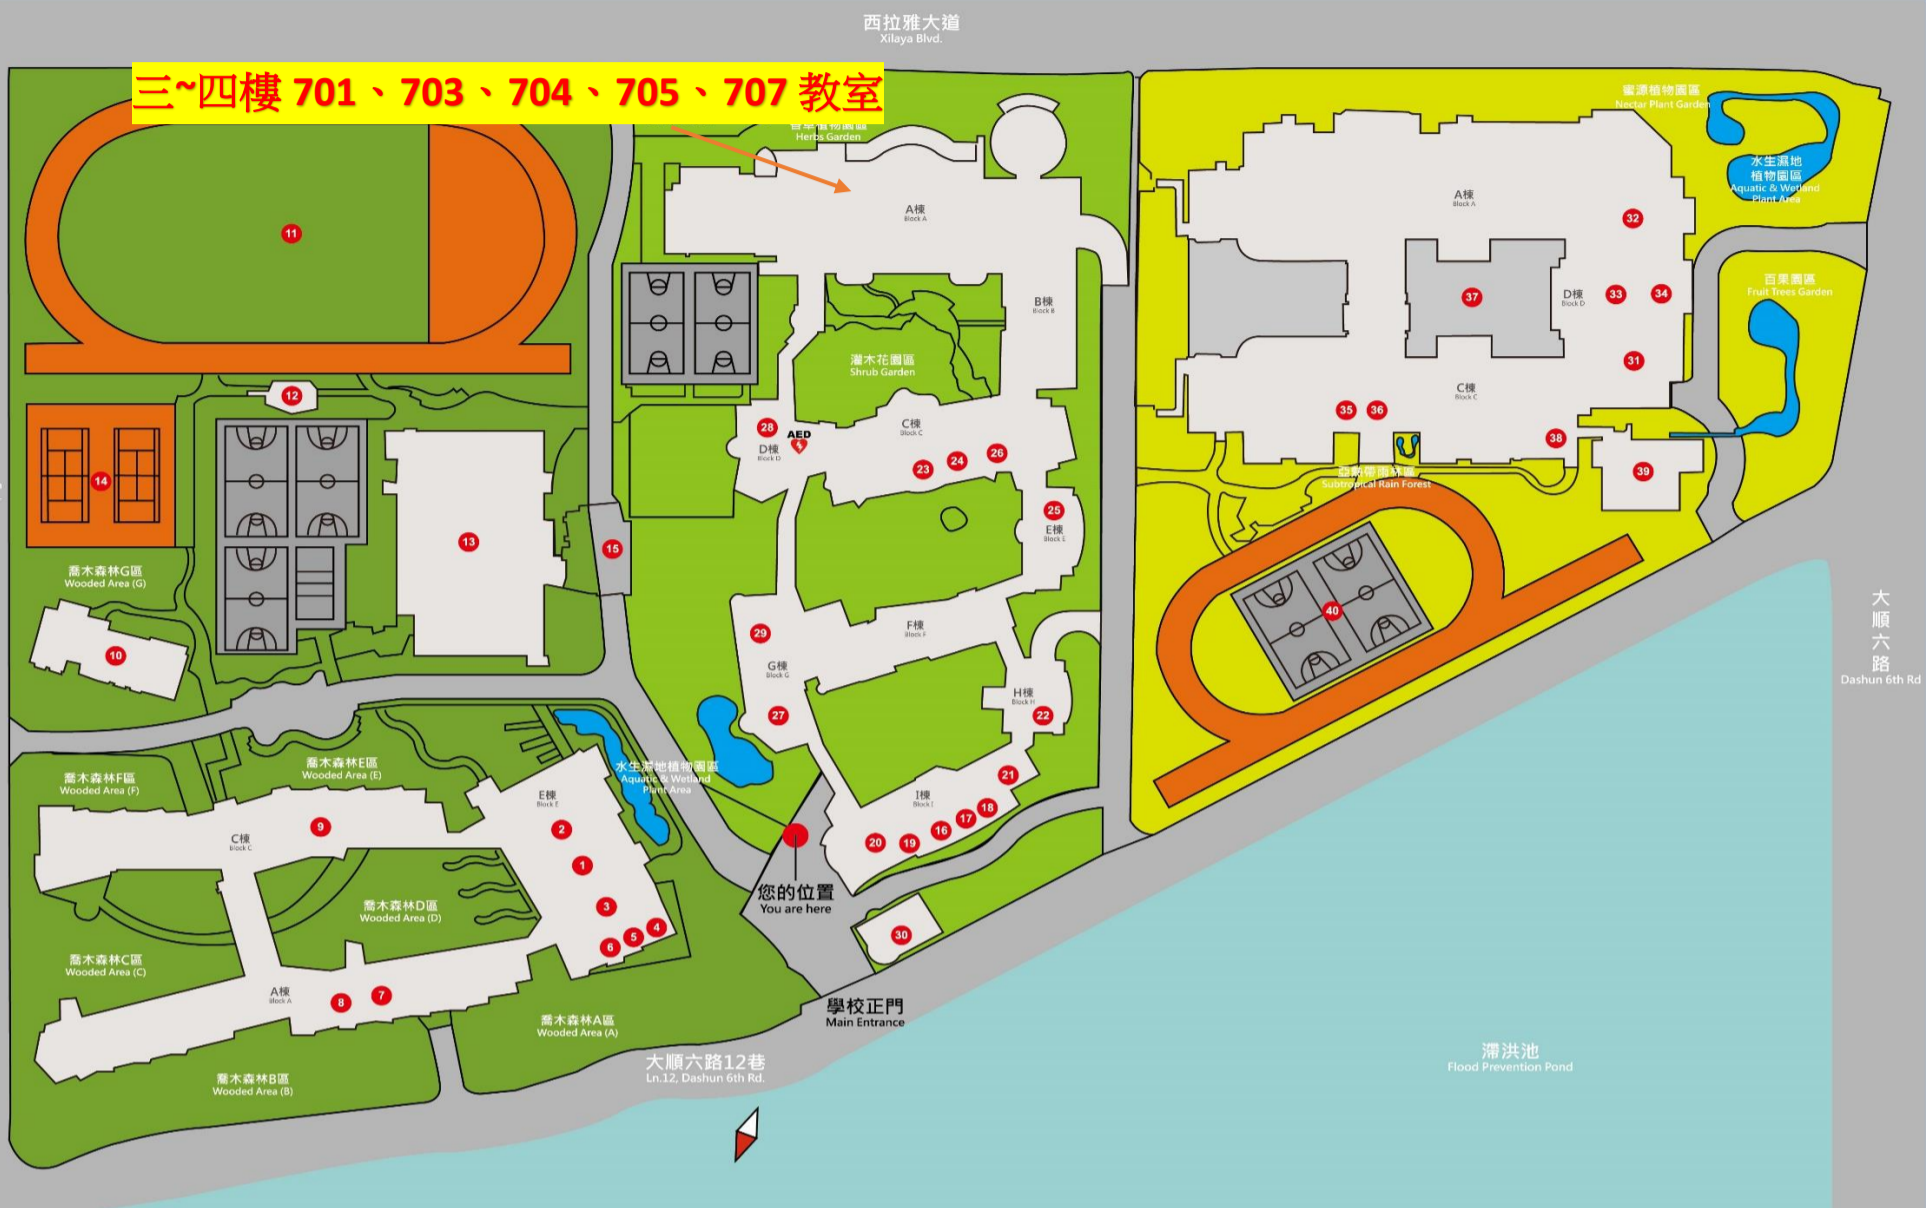 西拉雅大道
Xilaya Blvd.
三~四樓 701、703、704、705、707 教室
Herbs Garden
蜜源植物園區
Nectar Plant Garden
水生濕地
植物園區
Aquatic & Wetland
Plant Area
A棟
Block A
A棟
Block A
32
11
百果園區
Fruit Trees Garden
37
D棟
Block D
33
34
B棟
Block B
灌木花園區
Shrub Garden
31
12
C棟
Block C
35
36
28
AED
D棟
Block D
C棟
Block C
23
24
26
38
39
亞熱帶雨林區
Subtropical Rain Forest
14
13
15
25
E棟
Block E
喬木森林G區
Wooded Area (G)
大順六路
Dashun 6th Rd
40
10
29
F棟
Block F
G棟
Block G
27
H棟
Block H
22
喬木森林F區
Wooded Area (F)
喬木森林E區
Wooded Area (E)
水生濕地植物園區
Aquatic & Wetland
Plant Area
21
I棟
Block I
20
19
16
17
18
E棟
Block E
2
1
3
4
5
6
C棟
Block C
9
您的位置
You are here
喬木森林D區
Wooded Area (D)
30
喬木森林C區
Wooded Area (C)
A棟
Block A
8
7
學校正門
Main Entrance
喬木森林A區
Wooded Area (A)
大順六路12巷
Ln.12, Dashun 6th Rd.
喬木森林B區
Wooded Area (B)
滯洪池
Flood Prevention Pond